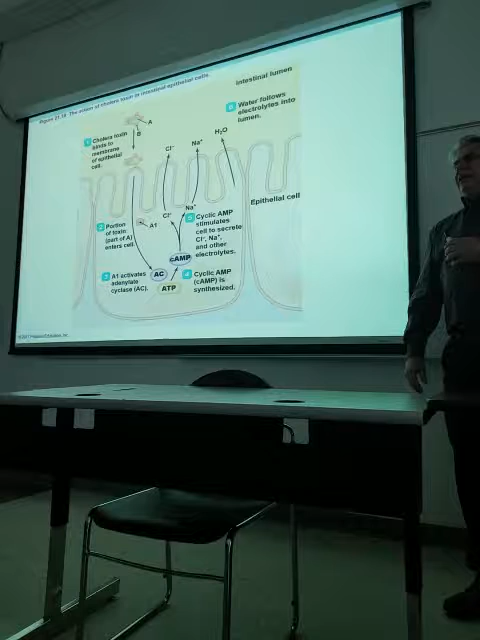 Figure 21.18 The action of cholera toxin in intestinal epithelial cells.
Intestinal lumen
A
B
1 Cholera toxin
binds to
membrane
of epithelial
cell.
6 Water follows
electrolytes into
lumen.
Cl⁻
Na⁺
H₂O
Epithelial cell
2 Portion
of toxin
(part of A)
enters cell.
A1
Cl⁻
Na⁺
5 Cyclic AMP
stimulates
cell to secrete
Cl⁻, Na⁺,
and other
electrolytes.
cAMP
3 A1 activates
adenylate
cyclase (AC).
AC
ATP
4 Cyclic AMP
(cAMP) is
synthesized.